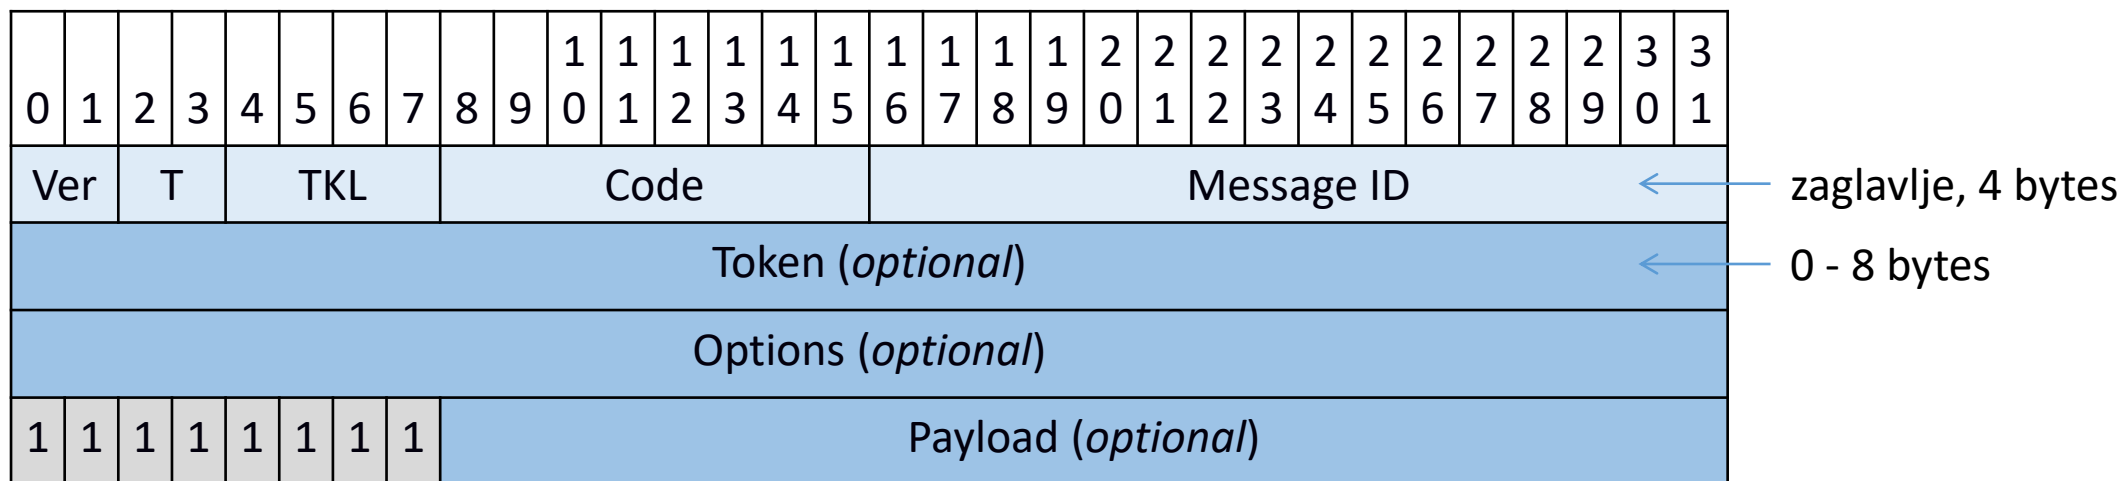 0 1 2 3 4 5 6 7 8 9 10 11 12 13 14 15 16 17 18 19 20 21 22 23 24 25 26 27 28 29 30 31
Ver T TKL Code Message ID zaglavlje, 4 bytes
Token (optional) 0 - 8 bytes
Options (optional)
1 1 1 1 1 1 1 1 Payload (optional)